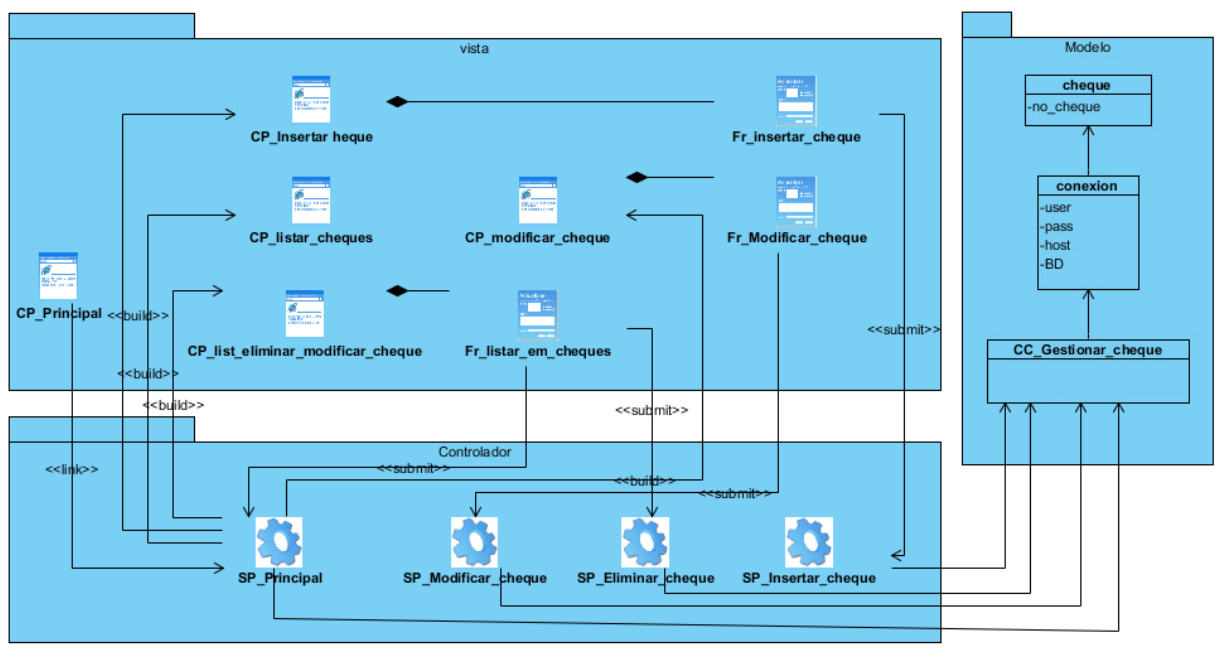 vista
Modelo
cheque
-no_cheque
CP_Insertar heque
Fr_insertar_cheque
conexion
-user
-pass
-host
-BD
CP_listar_cheques
CP_modificar_cheque
Fr_Modificar_cheque
CP_Principal
<<build>>
<<submit>>
CP_list_eliminar_modificar_cheque
Fr_listar_em_cheques
CC_Gestionar_cheque
<<build>>
<<build>>
<<submit>>
Controlador
<<link>>
<<submit>>
<<build>>
<<submit>>
SP_Principal
SP_Modificar_cheque
SP_Eliminar_cheque
SP_Insertar_cheque